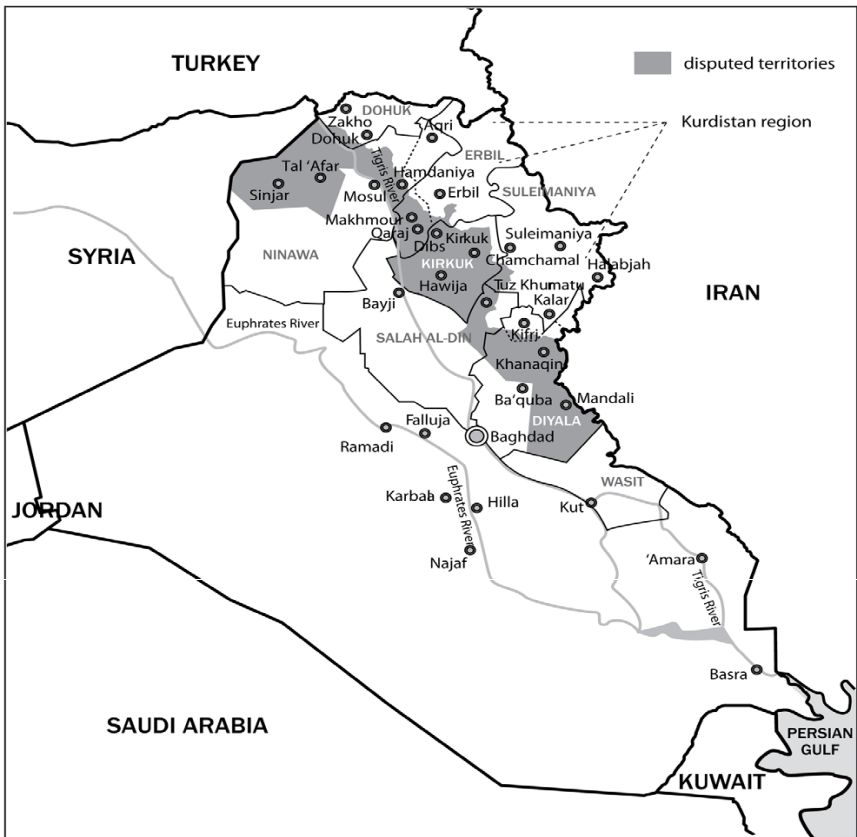 TURKEY
disputed territories
DOHUK
Zakho
Dohuk
Aqri
Kurdistan region
ERBIL
Tigris River
Tal ‘Afar
Hamdaniya
Sinjar
Mosul
Erbil
SULEIMANIYA
Makhmour
Qaraj
Dibs
Kirkuk
Suleimaniya
SYRIA
NINAWA
KIRKUK
Chamchamal
Halabjah
Hawija
Tuz Khumatu
Kalar
IRAN
Bayji
Euphrates River
SALAH AL-DIN
Kifri
Khanaqin
Ba‘quba
Mandali
DIYALA
Falluja
Ramadi
Baghdad
Euphrates River
WASIT
Karbala
Hilla
Kut
JORDAN
Najaf
‘Amara
Tigris River
Basra
SAUDI ARABIA
PERSIAN
GULF
KUWAIT